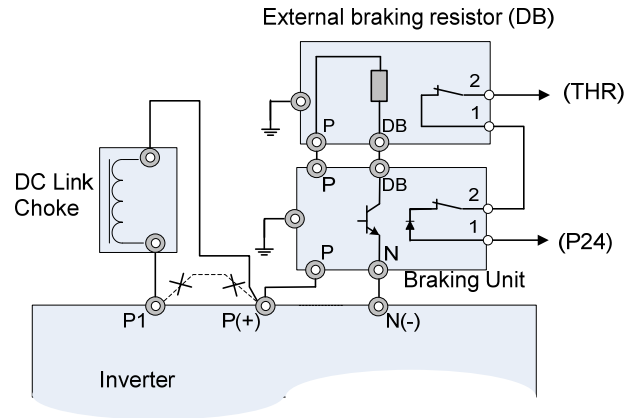 External braking resistor (DB)
2
(THR)
1
P
DB
P
DB
DC Link
Choke
2
1
(P24)
P
N
Braking Unit
P1
P(+)
N(-)
Inverter